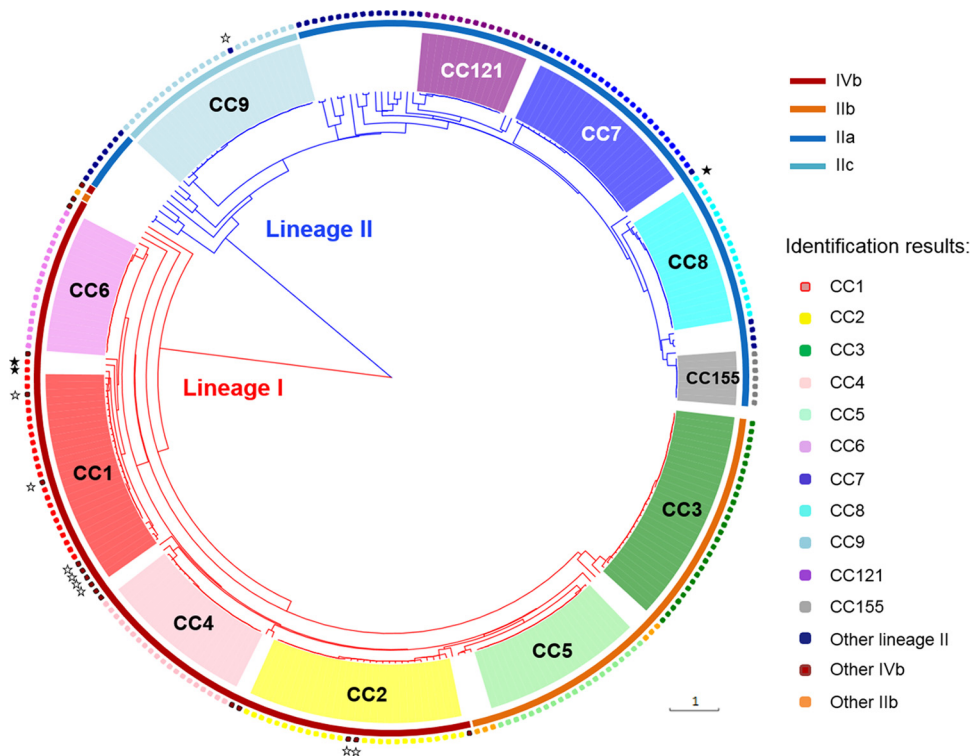 CC121
CC9
CC7
CC8
CC6
CC155
Lineage II
Lineage I
CC1
CC3
CC4
CC5
CC2
1
IVb
IIb
IIa
IIc
Identification results:
CC1
CC2
CC3
CC4
CC5
CC6
CC7
CC8
CC9
CC121
CC155
Other lineage II
Other IVb
Other IIb